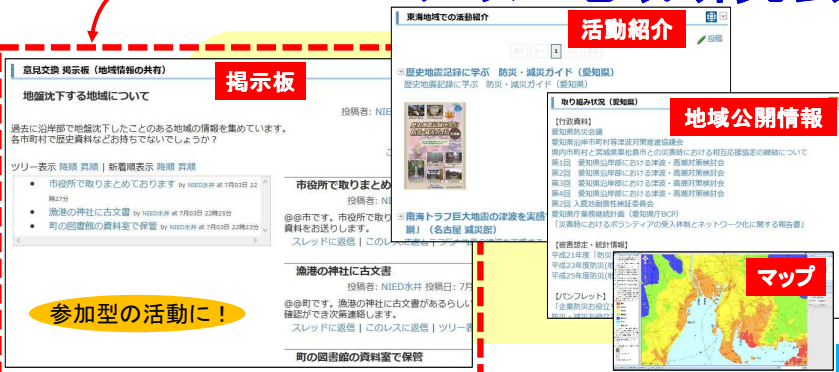 東海地域での活動紹介
活動紹介
投稿
1
歴史地震記録に学ぶ 防災・減災ガイド(愛知県)
歴史地震記録に学ぶ 防災・減災ガイド(愛知県)
南海トラフ巨大地震の津波を実感
網」(名古屋 減災館)
意見交換 掲示板(地域情報の共有)
掲示板
地盤沈下する地域について
投稿者: NIE
過去に沿岸部で地盤沈下したことのある地域の情報を集めています。
各市町村で歴史資料などお持ちでないでしょうか?
ツリー表示 降順 昇順 | 新着順表示 降順 昇順
市役所で取りまとめております by NIED水井 at 7月03日 22時27分
漁港の神社に古文書 by NIED水井 at 7月03日 22時25分
町の図書館の資料室で保管 by NIED水井 at 7月03日 22時23分
市役所で取りまとめ
投稿者: NI
@@市です。市役所で取り
資料をお送りします。
スレッドに返信 | このレ
漁港の神社に古文書
投稿者: NIED水井 投稿日: 7月
@@町です。漁港の神社に古文書があるらしい
確認ができ次第連絡します。
スレッドに返信 | このレスに返信 | ツリー表
町の図書館の資料室で保管
参加型の活動に!
取り組み状況(愛知県)
地域公開情報
【行政資料】
愛知県防災会議
愛知県沿岸市町村等津波対策推進協議会
県内市町村と宮城県東松島市との災害時における相互応援協定の締結について
第1回 愛知県沿岸部における津波・高潮対策検討会
第2回 愛知県沿岸部における津波・高潮対策検討会
第3回 愛知県沿岸部における津波・高潮対策検討会
第4回 愛知県沿岸部における津波・高潮対策検討会
第2回 入鹿池耐震性検証委員会
愛知県庁業務継続計画(愛知県庁BCP)
「災害時におけるボランティアの受入体制とネットワーク化に関する報告書」
【被害想定・統計情報】
平成21年度「防災
平成23年度防災(地
平成25年度防災(地
【パンフレット】
「企業防災お役立ち
マップ